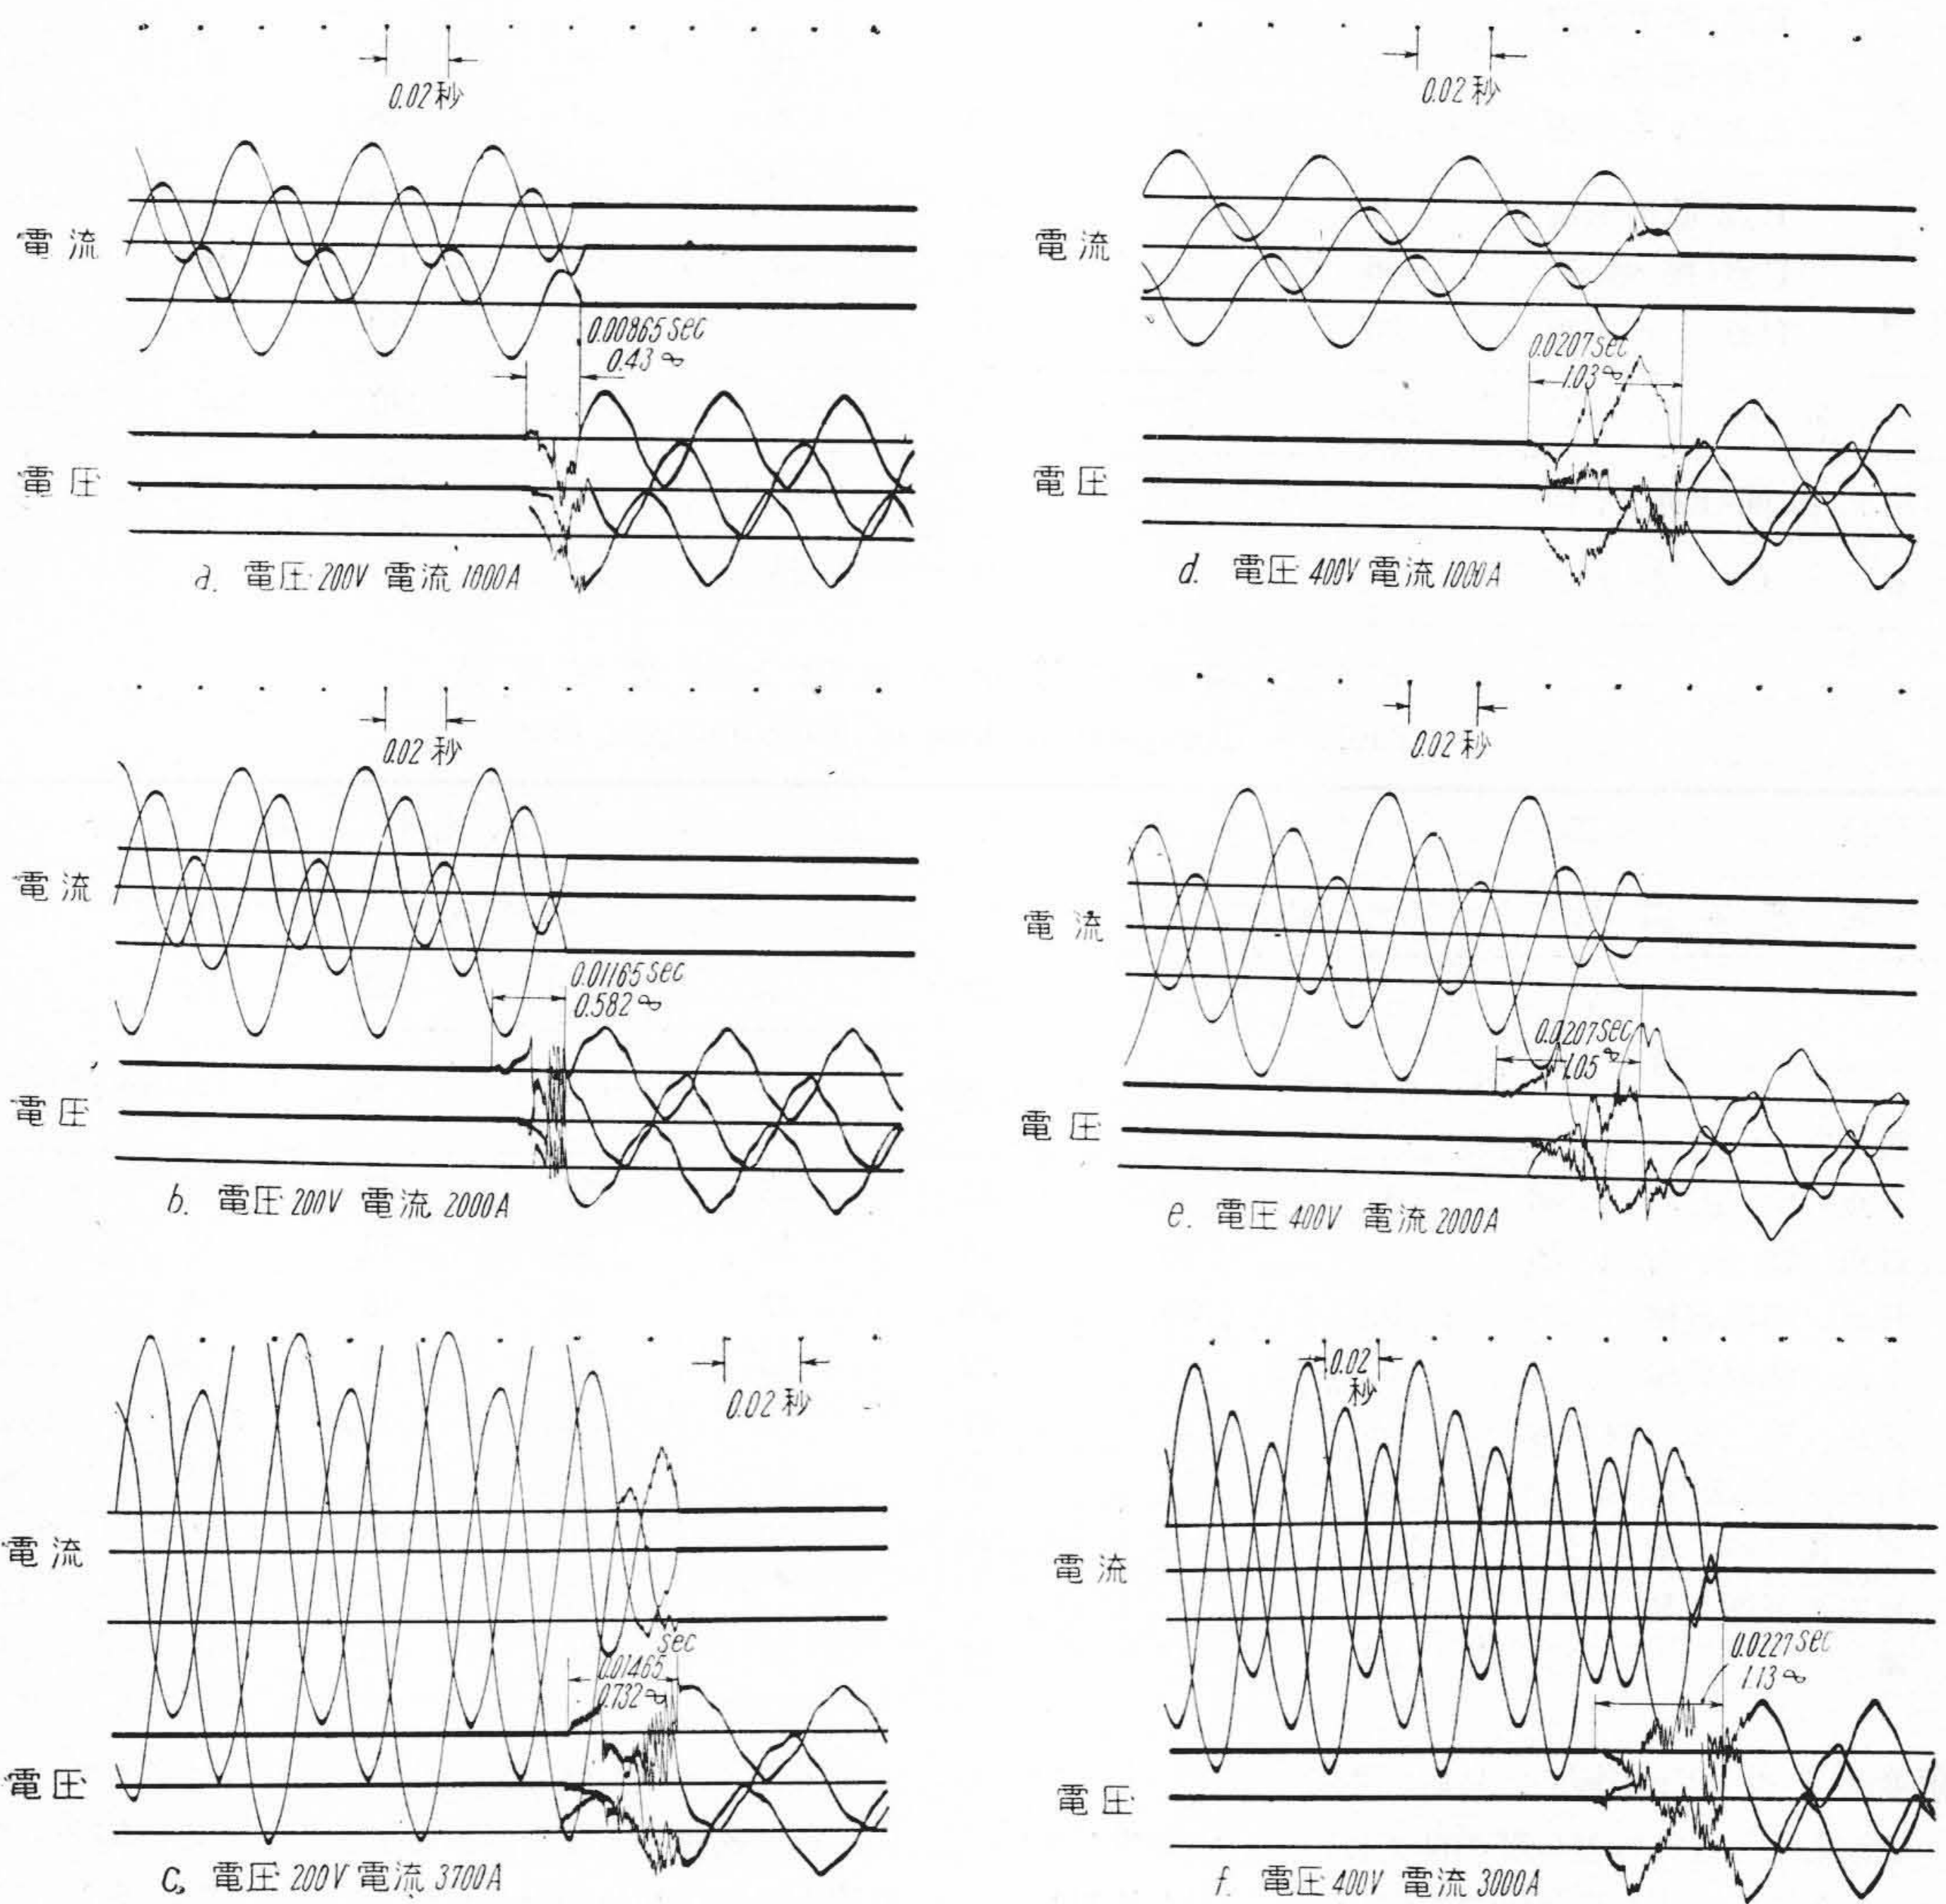 0.02秒
電流
0.00865 sec
0.43∞
電圧
a. 電圧 200V 電流 1000A
0.02秒
電流
0.01165 sec
0.582∞
電圧
b. 電圧 200V 電流 2000A
0.02秒
電流
sec
0.01465
0.732∞
電圧
c. 電圧 200V 電流 3700A
0.02秒
電流
0.0207 sec
1.03∞
電圧
d. 電圧 400V 電流 1000A
0.02秒
電流
0.0207 sec
1.05∞
電圧
e. 電圧 400V 電流 2000A
0.02
秒
電流
0.0227 sec
1.13∞
電圧
f. 電圧 400V 電流 3000A